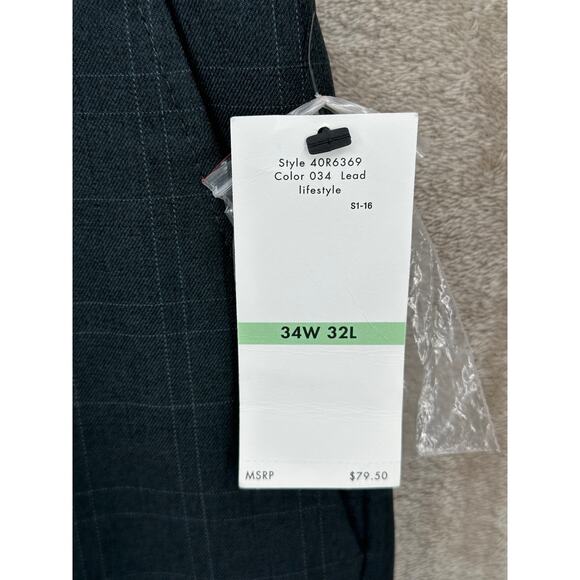 Style 40R6369
Color 034 Lead
lifestyle
S1-16
34W 32L
MSRP $79.50